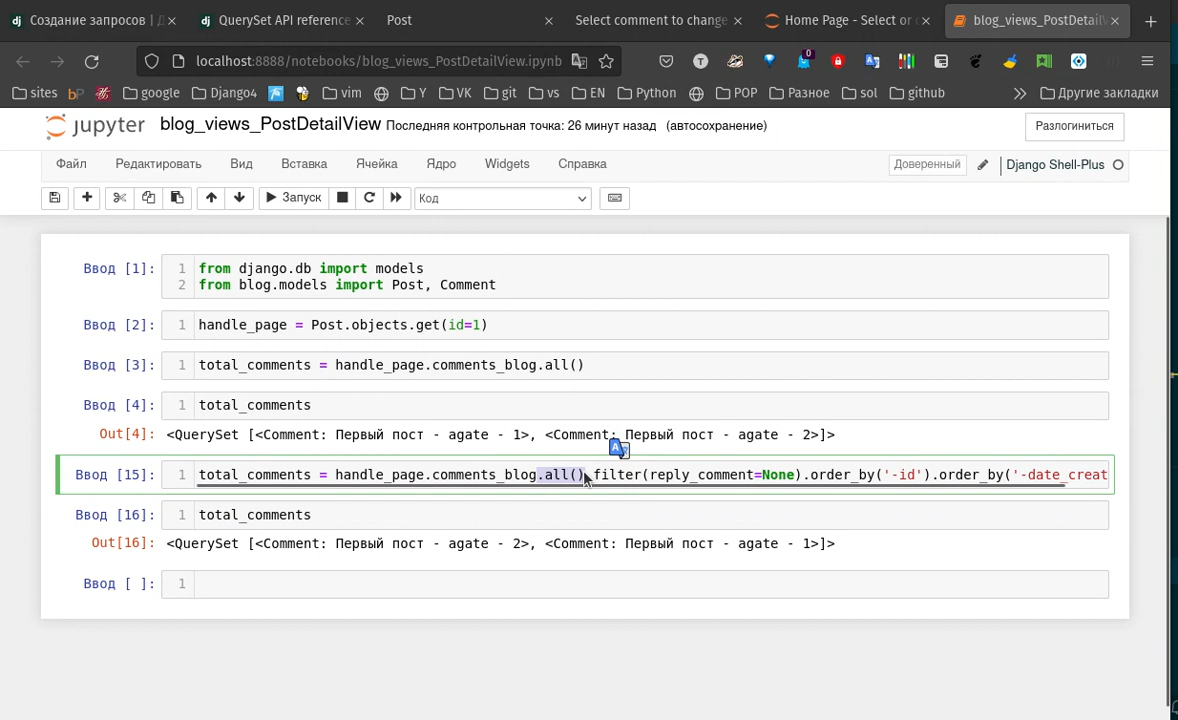 Создание запросов | Д
QuerySet API reference
Post
Select comment to change
Home Page - Select or c
blog_views_PostDetailV
localhost:8888/notebooks/blog_views_PostDetailView.ipynb
0
sites
google
Django4
vim
Y
VK
git
vs
EN
Python
POP
Разное
sol
github
Другие закладки
jupyter blog_views_PostDetailView Последняя контрольная точка: 26 минут назад (автосохранение)
Разлогиниться
Файл Редактировать Вид Вставка Ячейка Ядро Widgets Справка
Доверенный
Django Shell-Plus
Запуск
Код
Ввод [1]: 1 from django.db import models
2 from blog.models import Post, Comment
Ввод [2]: 1 handle_page = Post.objects.get(id=1)
Ввод [3]: 1 total_comments = handle_page.comments_blog.all()
Ввод [4]: 1 total_comments
Out[4]: <QuerySet [<Comment: Первый пост - agate - 1>, <Comment: Первый пост - agate - 2>]>
Ввод [15]: 1 total_comments = handle_page.comments_blog.all().filter(reply_comment=None).order_by('-id').order_by('-date_creat
Ввод [16]: 1 total_comments
Out[16]: <QuerySet [<Comment: Первый пост - agate - 2>, <Comment: Первый пост - agate - 1>]>
Ввод [ ]: 1